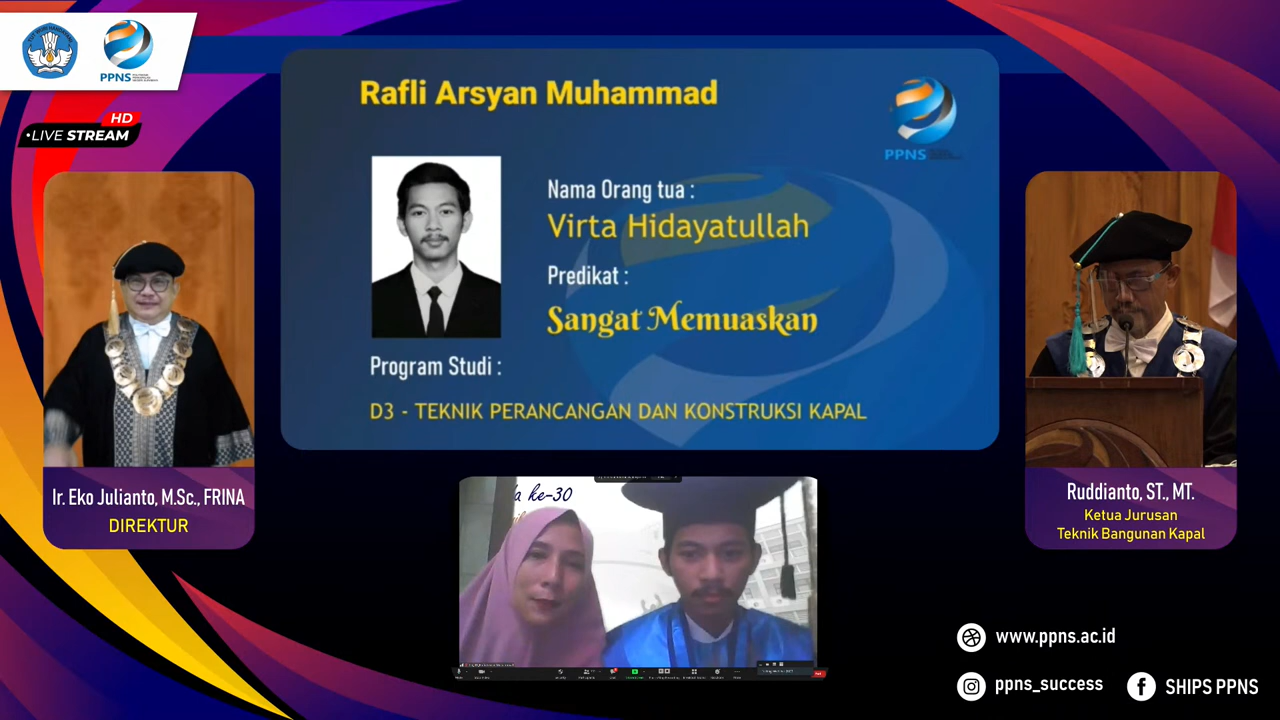 PPNS
HD
•LIVE STREAM
Rafli Arsyan Muhammad
PPNS
Nama Orang tua :
Virta Hidayatullah
Predikat :
Sangat Memuaskan
Program Studi :
D3 - TEKNIK PERANCANGAN DAN KONSTRUKSI KAPAL
Ir. Eko Julianto, M.Sc., FRINA
DIREKTUR
Ruddianto, ST., MT.
Ketua Jurusan
Teknik Bangunan Kapal
ke-30
www.ppns.ac.id
ppns_success
SHIPS PPNS